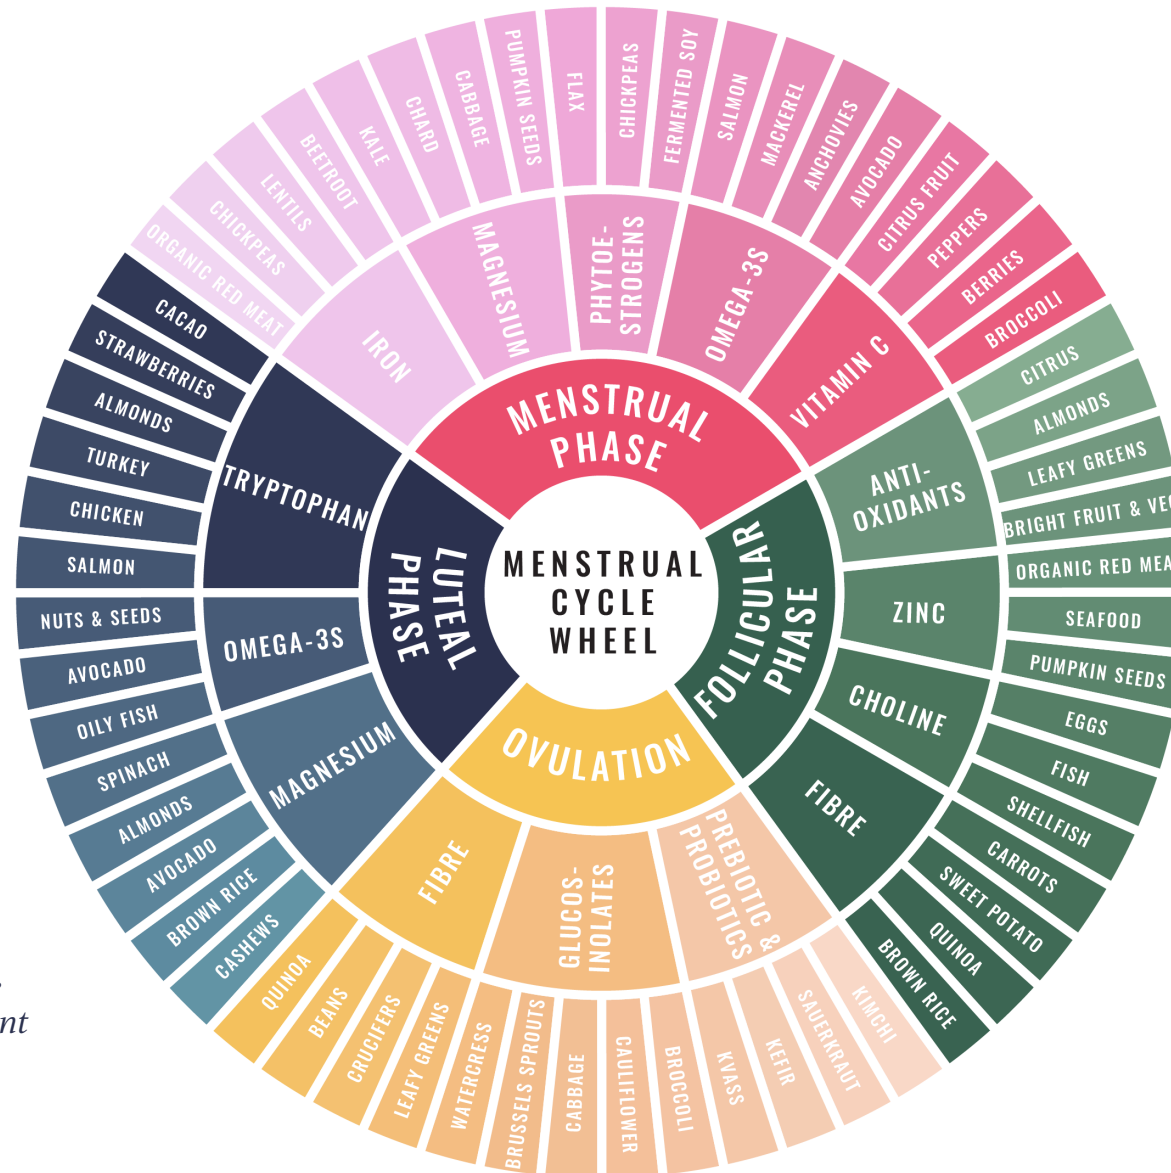 MENSTRUAL
CYCLE
WHEEL
MENSTRUAL
PHASE
IRON
MAGNESIUM
PHYTOE-
STROGENS
OMEGA-3S
VITAMIN C
ORGANIC RED MEAT
CHICKPEAS
LENTILS
BEETROOT
KALE
CHARD
CABBAGE
PUMPKIN SEEDS
FLAX
CHICKPEAS
FERMENTED SOY
SALMON
MACKEREL
ANCHOVIES
AVOCADO
CITRUS FRUIT
PEPPERS
BERRIES
BROCCOLI
FOLLICULAR
PHASE
ANTI-
OXIDANTS
ZINC
CHOLINE
FIBRE
CITRUS
ALMONDS
LEAFY GREENS
BRIGHT FRUIT & VE
ORGANIC RED MEA
SEAFOOD
PUMPKIN SEEDS
EGGS
FISH
SHELLFISH
CARROTS
SWEET POTATO
QUINOA
BROWN RICE
OVULATION
PREBIOTIC &
PROBIOTICS
GLUCOS-
INOLATES
FIBRE
KIMCHI
SAUERKRAUT
KEFIR
KVASS
BROCCOLI
CAULIFLOWER
CABBAGE
BRUSSELS SPROUTS
WATERCRESS
LEAFY GREENS
CRUCIFERS
BEANS
QUINOA
LUTEAL
PHASE
MAGNESIUM
OMEGA-3S
TRYPTOPHAN
CASHEWS
BROWN RICE
AVOCADO
ALMONDS
SPINACH
OILY FISH
AVOCADO
NUTS & SEEDS
SALMON
CHICKEN
TURKEY
ALMONDS
STRAWBERRIES
CACAO
nt